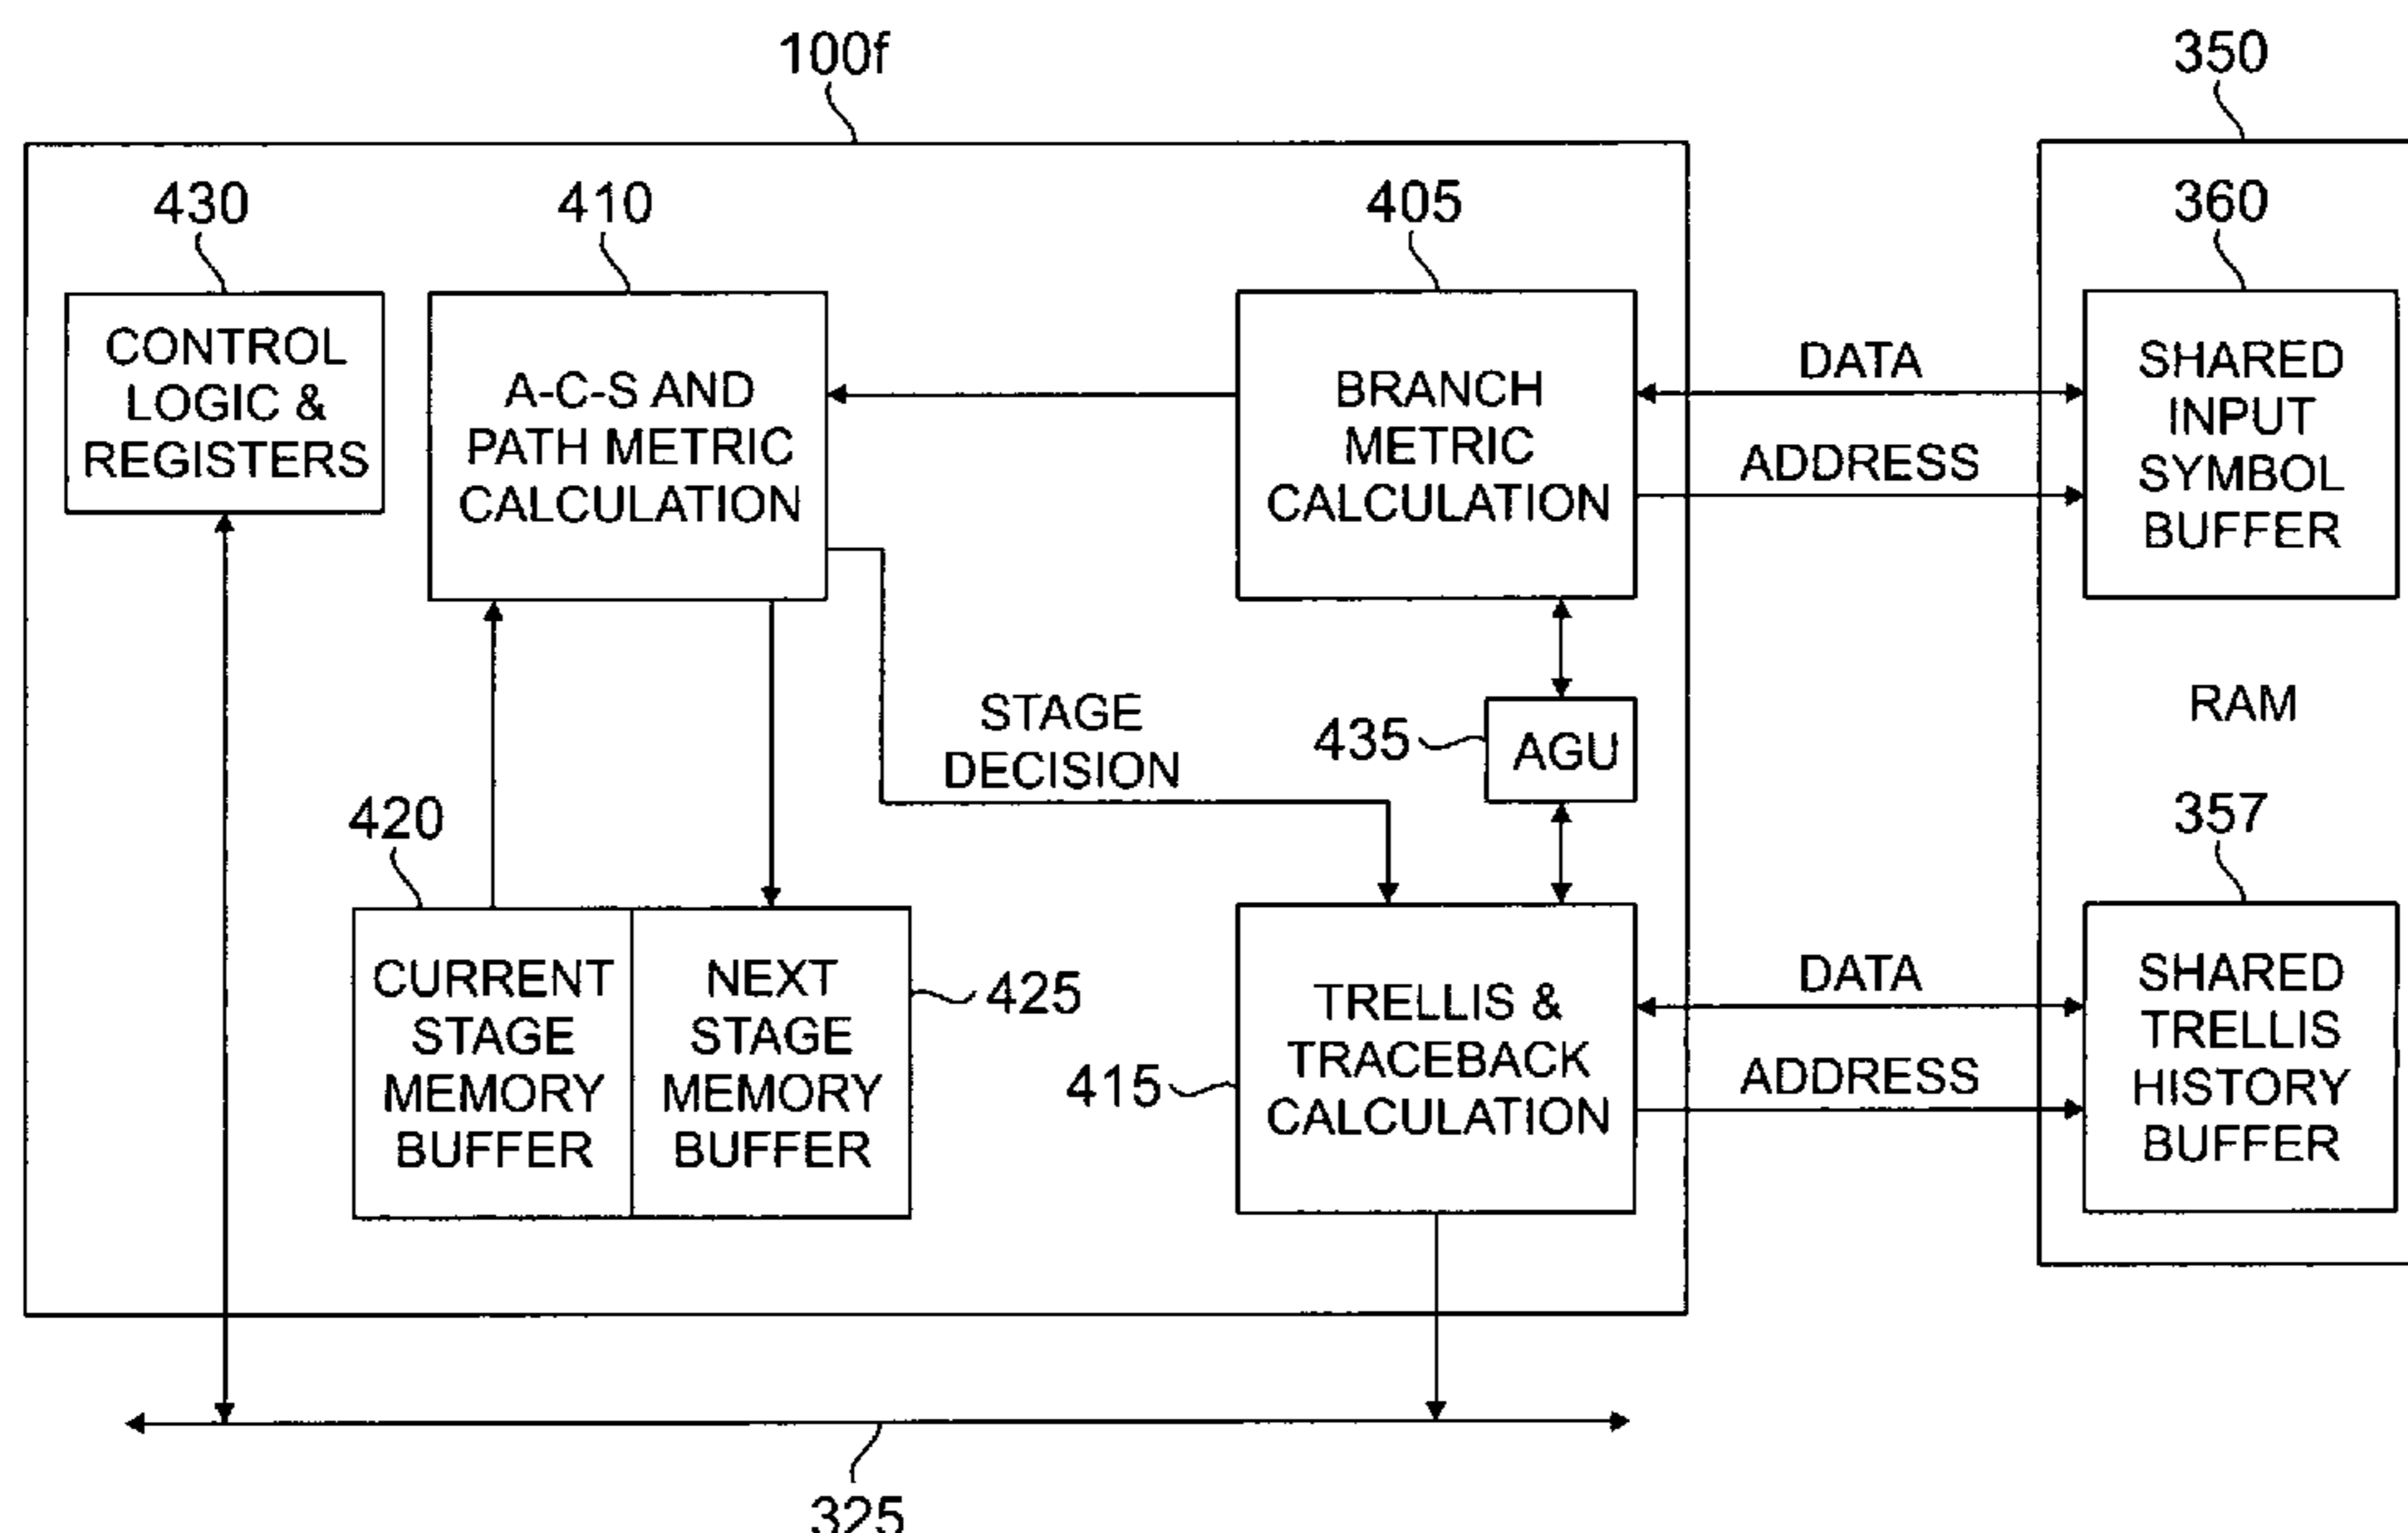 100f
350
430
410
405
360
CONTROL
LOGIC &
REGISTERS
A-C-S AND
PATH METRIC
CALCULATION
BRANCH
METRIC
CALCULATION
DATA
ADDRESS
SHARED
INPUT
SYMBOL
BUFFER
STAGE
DECISION
435
AGU
RAM
420
357
CURRENT
STAGE
MEMORY
BUFFER
NEXT
STAGE
MEMORY
BUFFER
425
415
TRELLIS &
TRACEBACK
CALCULATION
DATA
ADDRESS
SHARED
TRELLIS
HISTORY
BUFFER
325